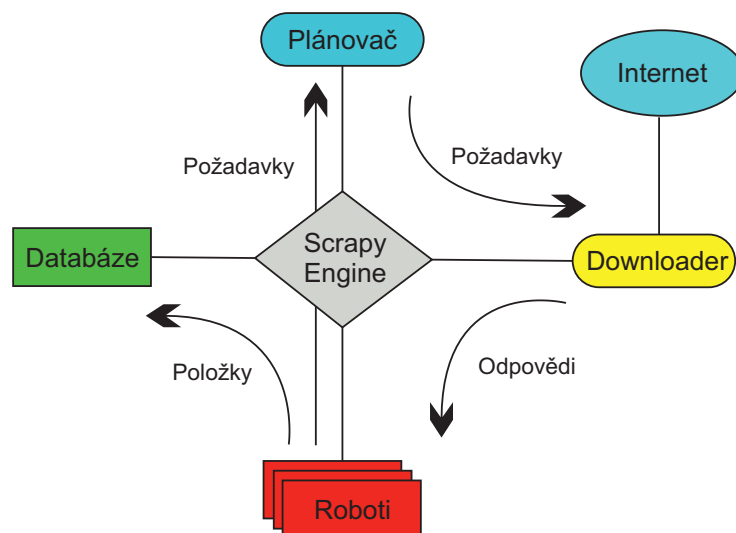 Plánovač
Internet
Požadavky
Požadavky
Scrapy
Engine
Databáze
Downloader
Položky
Odpovědi
Roboti